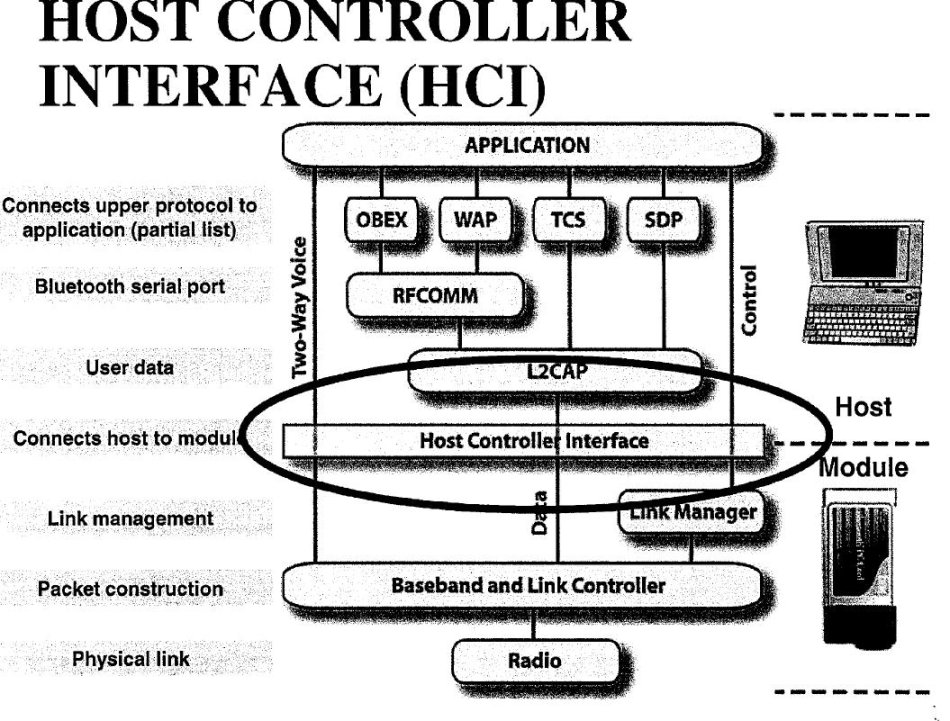 HOST CONTROLLER
INTERFACE (HCI)
APPLICATION
Connects upper protocol to
application (partial list)
OBEX
WAP
TCS
SDP
Two-Way Voice
Control
Bluetooth serial port
RFCOMM
User data
L2CAP
Host
Connects host to module
Host Controller Interface
Module
Data
Link management
Link Manager
Packet construction
Baseband and Link Controller
Physical link
Radio